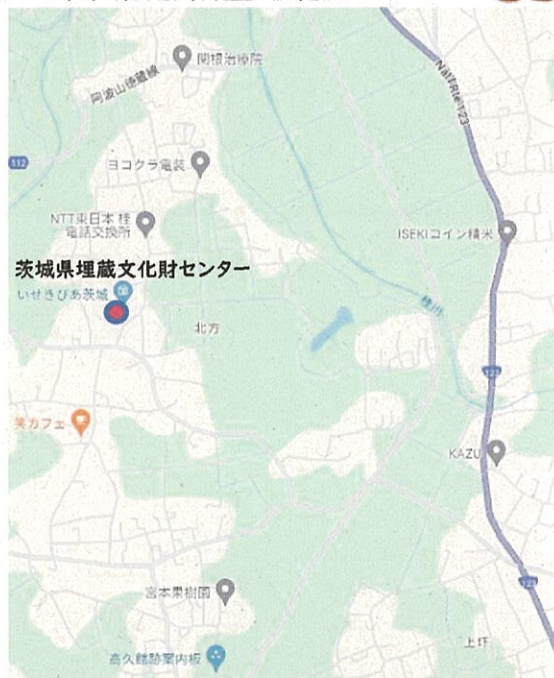 関根治療院
阿波山徳蔵線
Nat'l Rte 123
112
ヨコクラ電装
NTT東日本 桂
電話交換所
ISEKIコイン精米
茨城県埋蔵文化財センター
いせきぴあ茨城
北方
桂川
123
笑カフェ
KAZU
宮本果樹園
123
上圷
高久館跡案内板